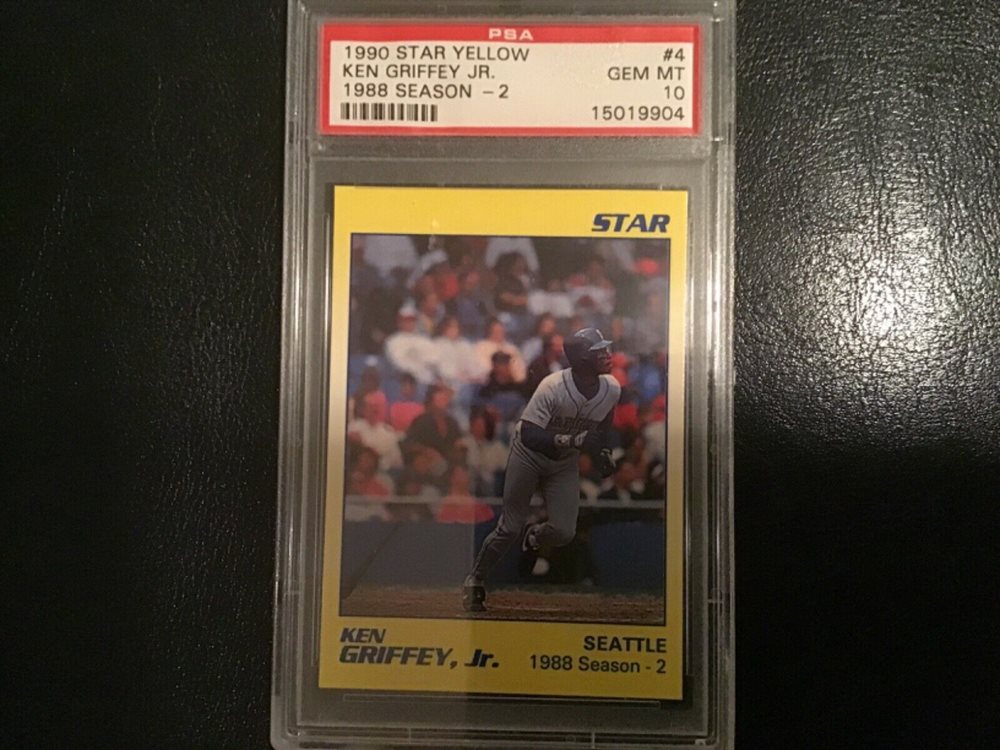 PSA
1990 STAR YELLOW #4
KEN GRIFFEY JR. GEM MT
1988 SEASON -2 10
15019904
STAR
KEN
GRIFFEY, Jr.
SEATTLE
1988 Season - 2